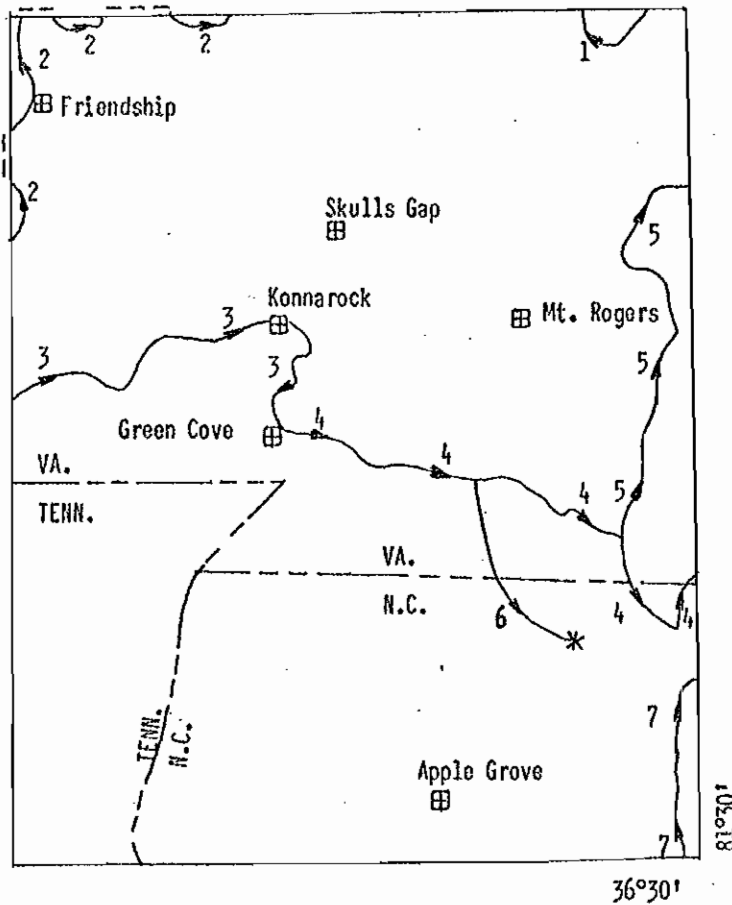 2
2
2
1
Friendship
2
Skulls Gap
5
Konnarock
Mt. Rogers
3
3
3
5
Green Cove
4
4
4
5
VA.
TENN.
VA.
N.C.
6
4
4
TENN.
N.C.
7
Apple Grove
7
81°30'
36°30'